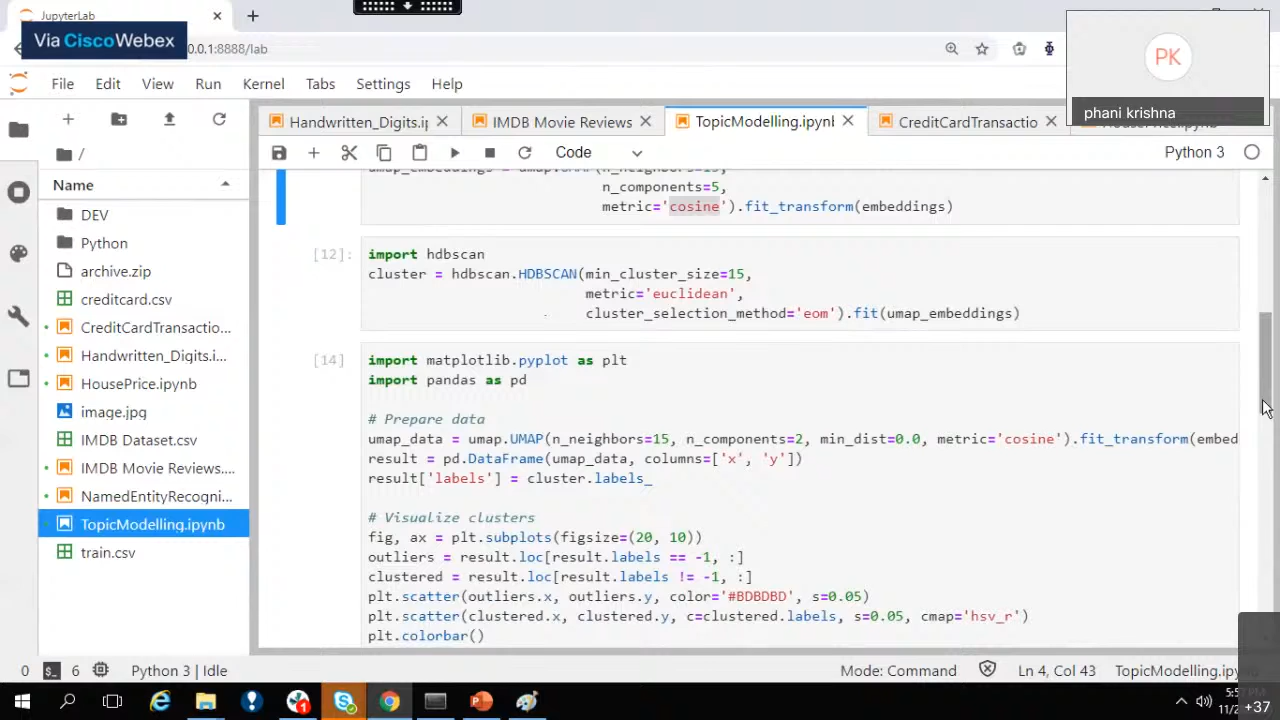 JupyterLab
Via Cisco Webex
0.0.1:8888/lab
PK
phani krishna
File Edit View Run Kernel Tabs Settings Help
Handwritten_Digits.i
IMDB Movie Reviews
TopicModelling.ipynb
CreditCardTransactio
Code
Python 3
/
Name
DEV
Python
archive.zip
creditcard.csv
CreditCardTransactio...
Handwritten_Digits.i...
HousePrice.ipynb
image.jpg
IMDB Dataset.csv
IMDB Movie Reviews....
NamedEntityRecogni...
TopicModelling.ipynb
train.csv
n_components=5,
metric='cosine').fit_transform(embeddings)
[12]:
import hdbscan
cluster = hdbscan.HDBSCAN(min_cluster_size=15,
metric='euclidean',
cluster_selection_method='eom').fit(umap_embeddings)
[14]
import matplotlib.pyplot as plt
import pandas as pd
# Prepare data
umap_data = umap.UMAP(n_neighbors=15, n_components=2, min_dist=0.0, metric='cosine').fit_transform(embed
result = pd.DataFrame(umap_data, columns=['x', 'y'])
result['labels'] = cluster.labels_
# Visualize clusters
fig, ax = plt.subplots(figsize=(20, 10))
outliers = result.loc[result.labels == -1, :]
clustered = result.loc[result.labels != -1, :]
plt.scatter(outliers.x, outliers.y, color='#BDBDBD', s=0.05)
plt.scatter(clustered.x, clustered.y, c=clustered.labels, s=0.05, cmap='hsv_r')
plt.colorbar()
0 6 Python 3 | Idle
Mode: Command
Ln 4, Col 43
TopicModelling.ipyn
+37